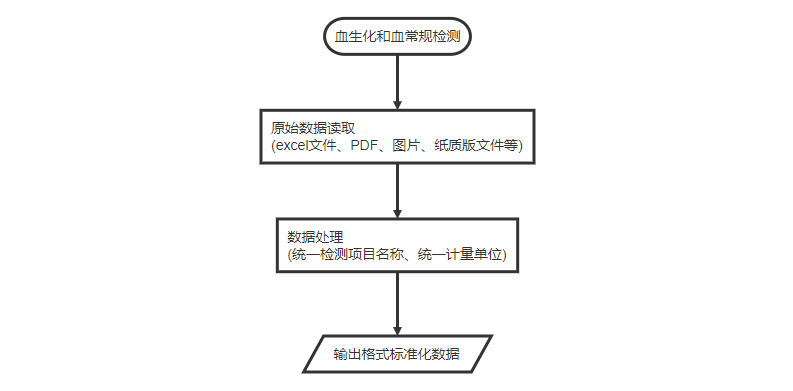 血生化和血常规检测
原始数据读取
(excel文件、PDF、图片、纸质版文件等)
数据处理
(统一检测项目名称、统一计量单位)
输出格式标准化数据